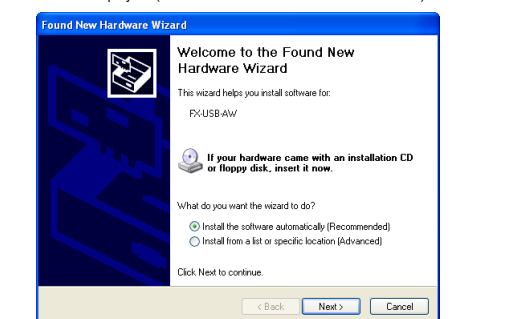 Found New Hardware Wizard
Welcome to the Found New
Hardware Wizard
This wizard helps you install software for:
FX-USB-AW
If your hardware came with an installation CD
or floppy disk, insert it now.
What do you want the wizard to do?
Install the software automatically (Recommended)
Install from a list or specific location (Advanced)
Click Next to continue.
< Back
Next >
Cancel